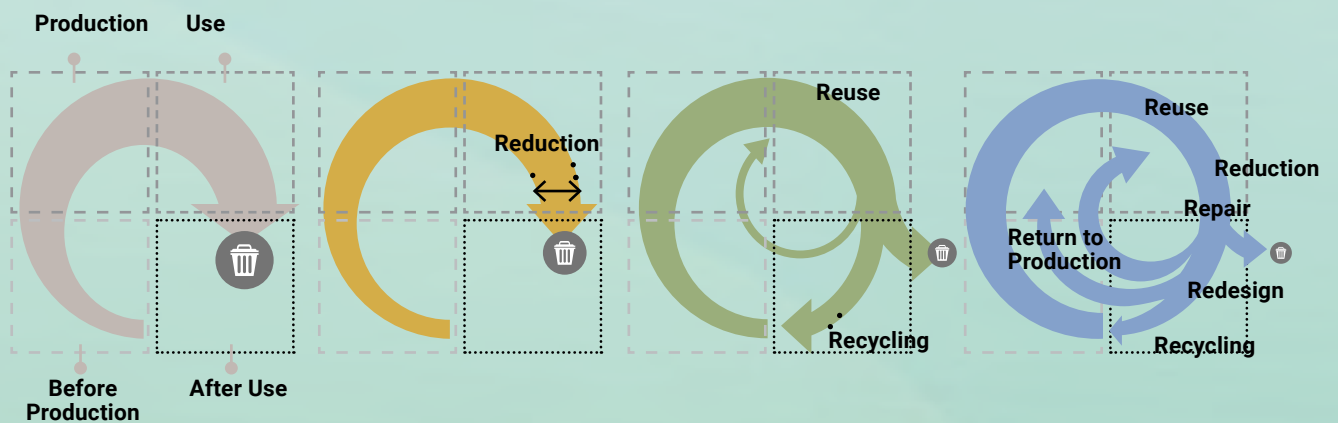 Production
Use
Before
Production
After Use
Reduction
Reuse
Recycling
Reuse
Reduction
Repair
Return to
Production
Redesign
Recycling